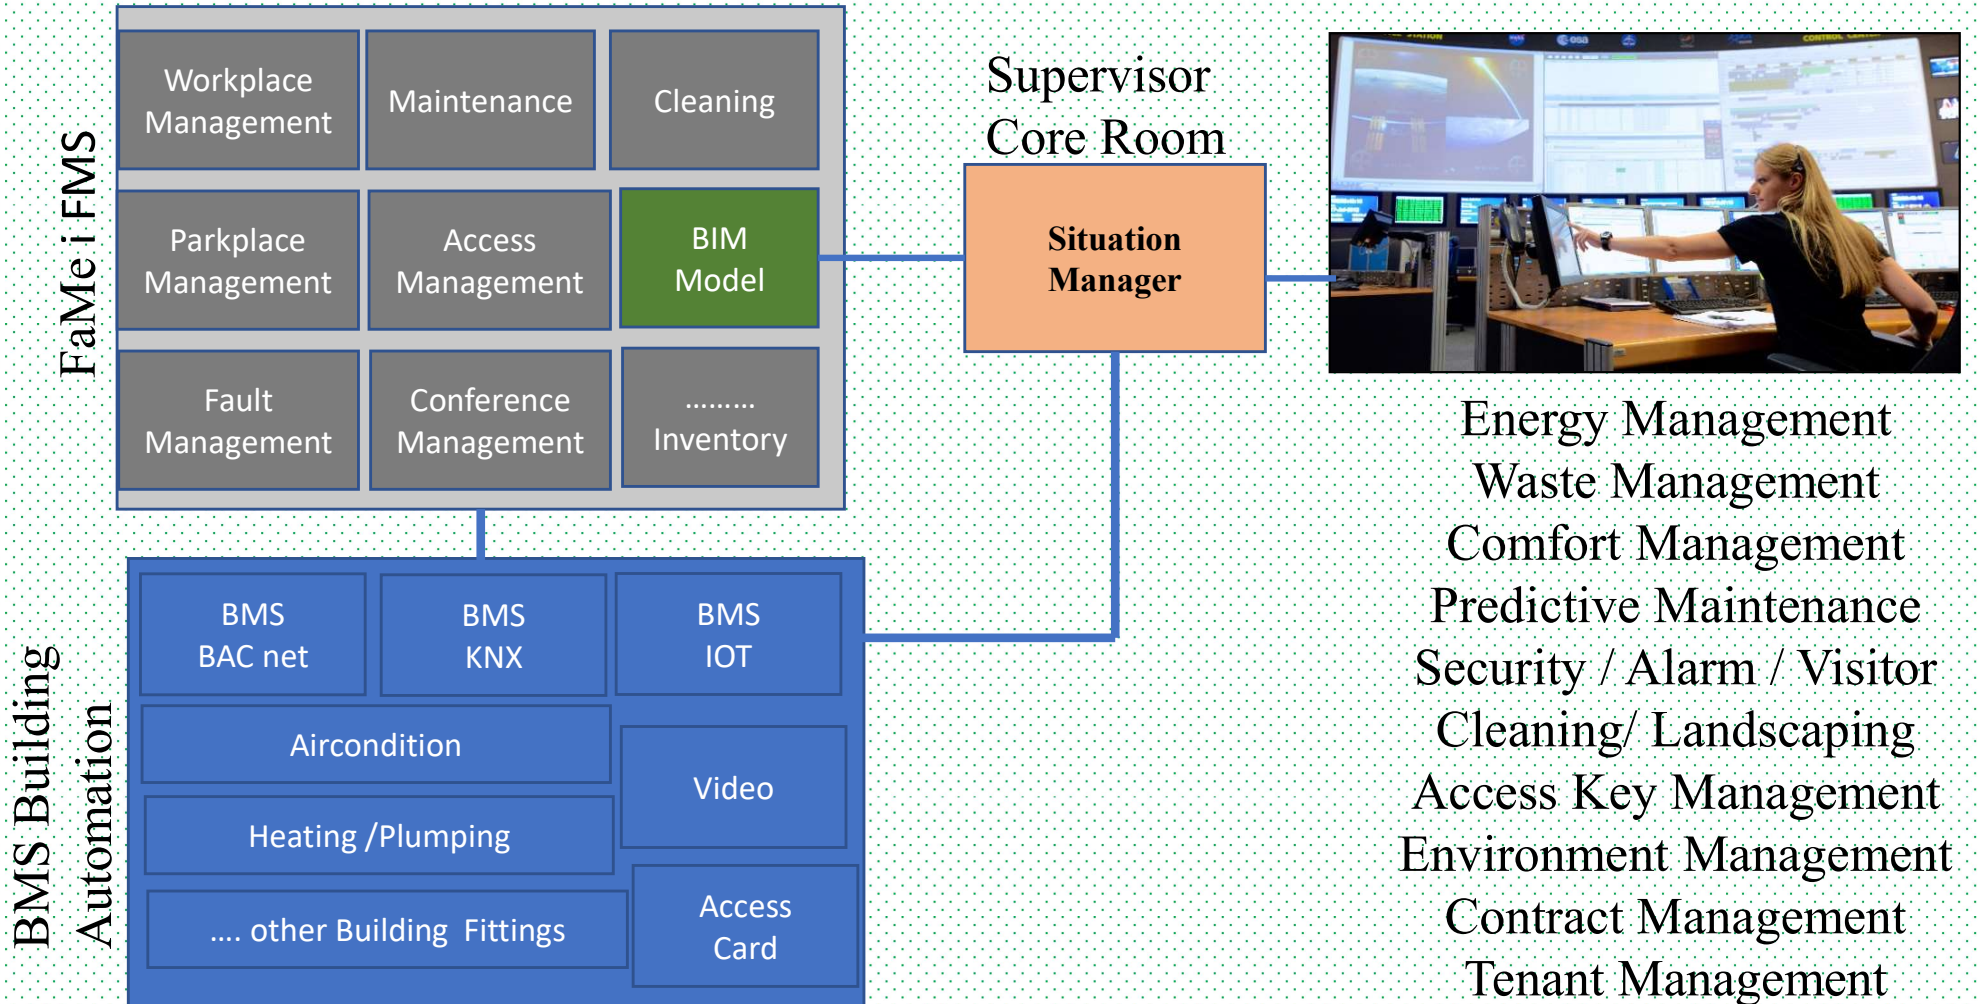 FaMe i FMS
Workplace
Management
Maintenance
Cleaning
Parkplace
Management
Access
Management
BIM
Model
Fault
Management
Conference
Management
.........
Inventory
Supervisor
Core Room
Situation
Manager
esa
CONTROL CENTER
BMS Building
Automation
BMS
BAC net
BMS
KNX
BMS
IOT
Aircondition
Video
Heating /Plumping
.... other Building Fittings
Access
Card
Energy Management
Waste Management
Comfort Management
Predictive Maintenance
Security / Alarm / Visitor
Cleaning/ Landscaping
Access Key Management
Environment Management
Contract Management
Tenant Management